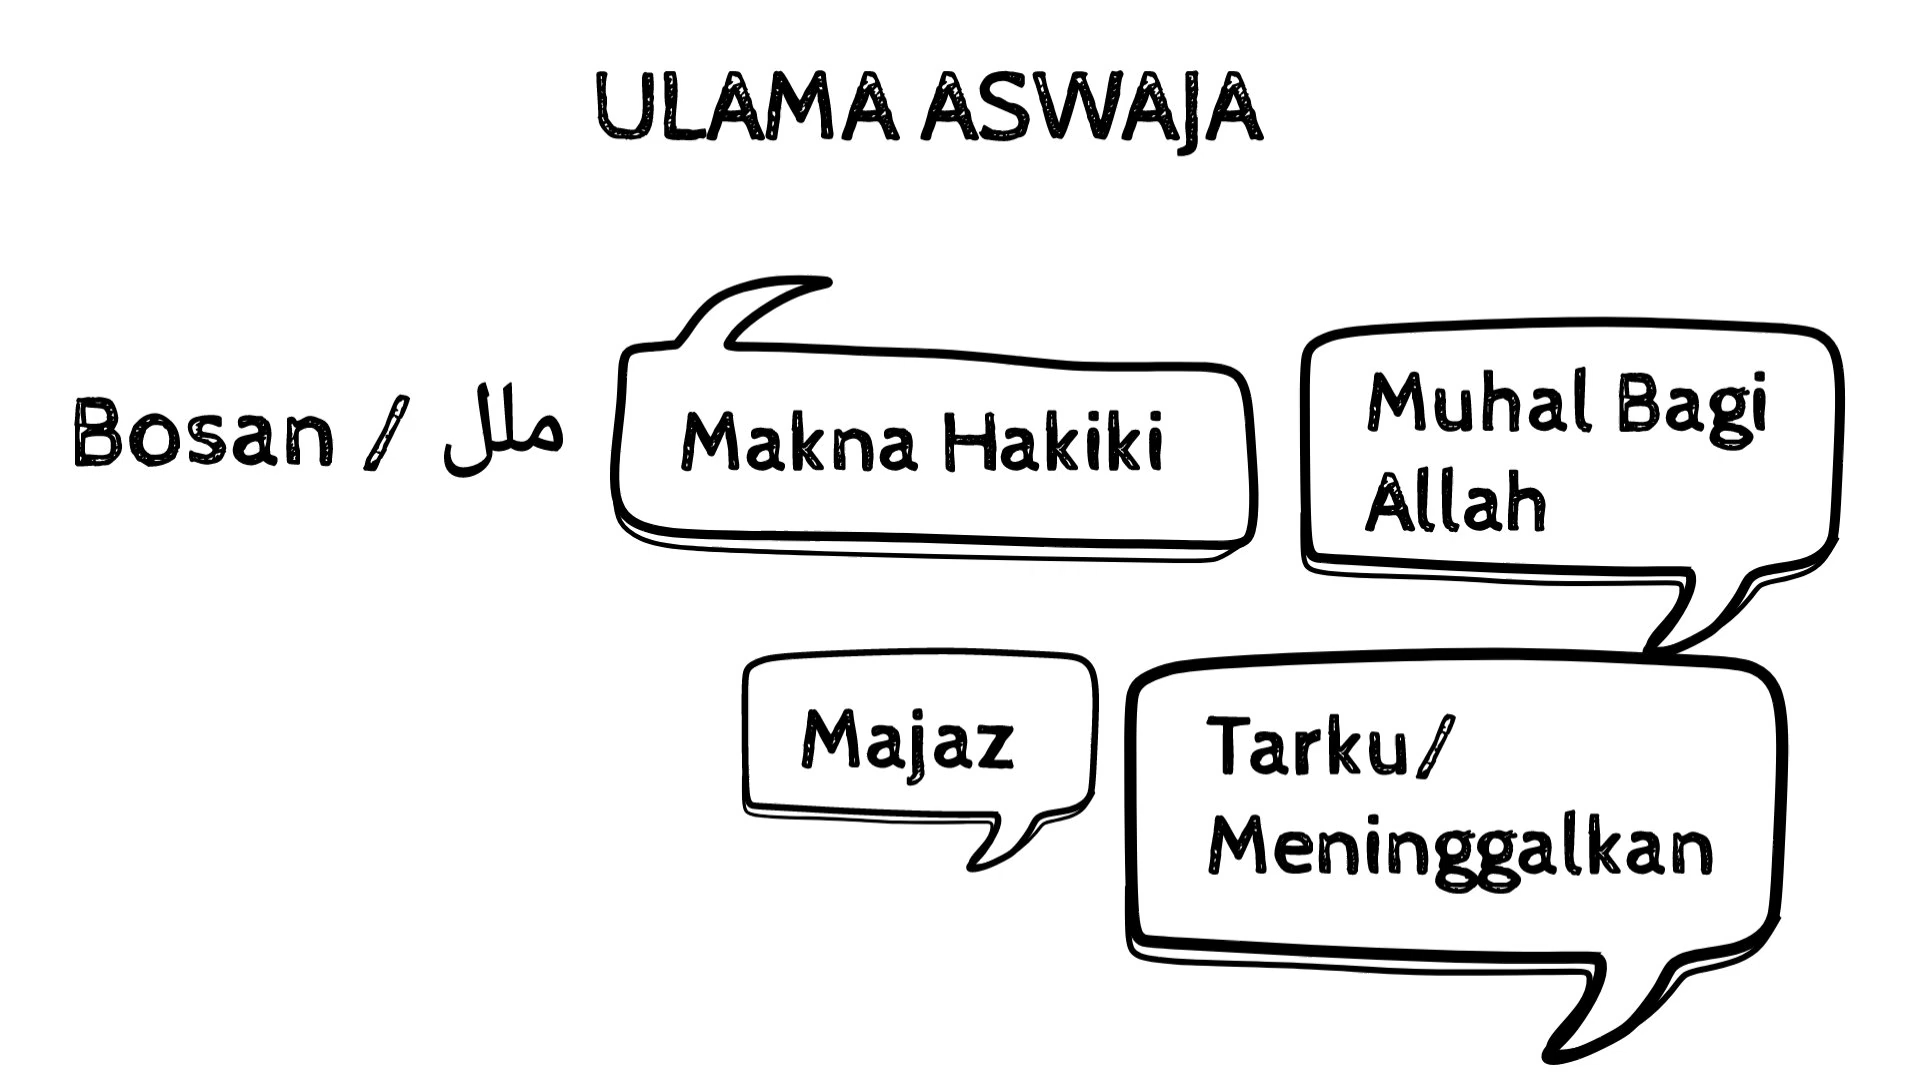 ULAMA ASWAJA
Bosan / ملل
Makna Hakiki
Muhal Bagi
Allah
Majaz
Tarku/
Meninggalkan